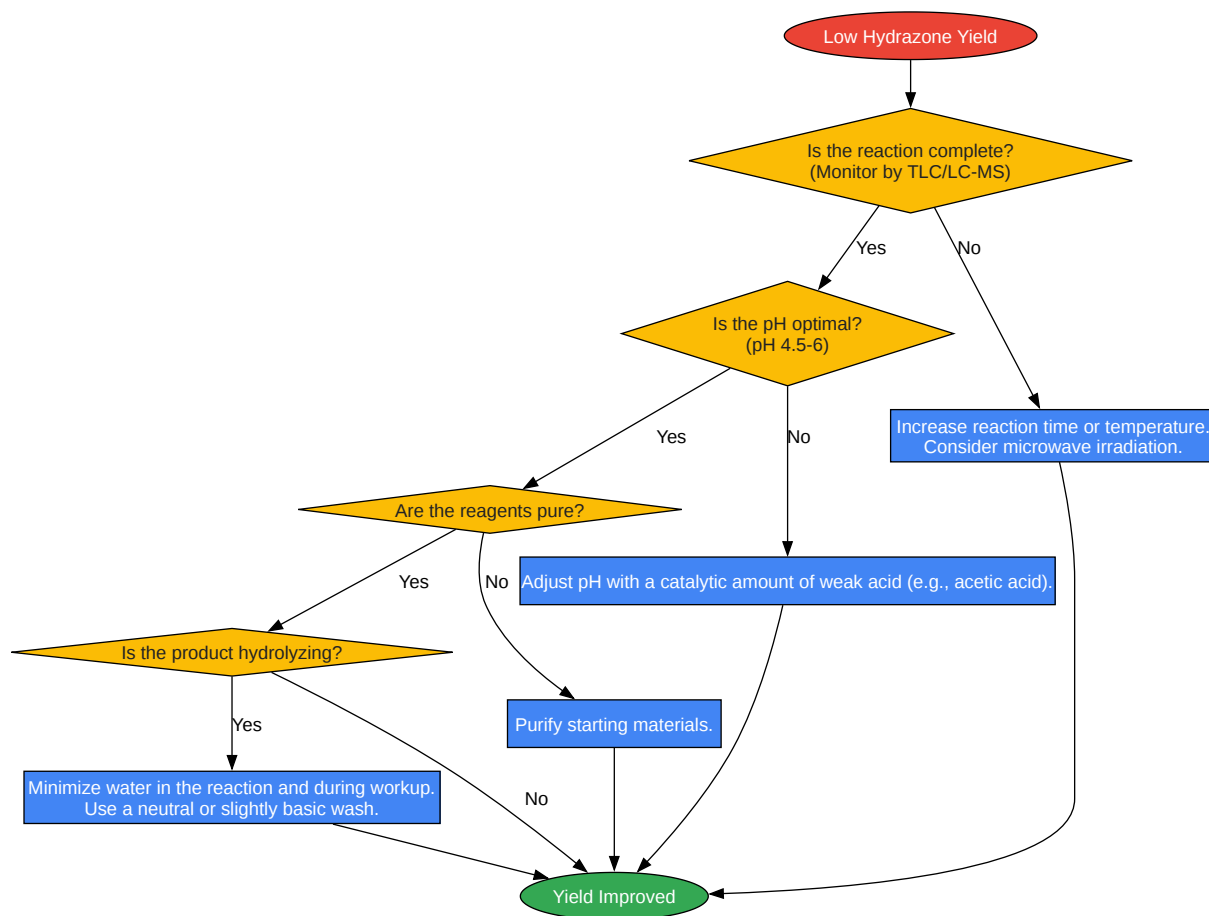 Low Hydrazone Yield
Is the reaction complete?
(Monitor by TLC/LC-MS)
Yes
No
Is the pH optimal?
(pH 4.5-6)
Yes
No
Increase reaction time or temperature.
Consider microwave irradiation.
Are the reagents pure?
Yes
No
Adjust pH with a catalytic amount of weak acid (e.g., acetic acid).
Is the product hydrolyzing?
Yes
No
Purify starting materials.
Minimize water in the reaction and during workup.
Use a neutral or slightly basic wash.
Yield Improved